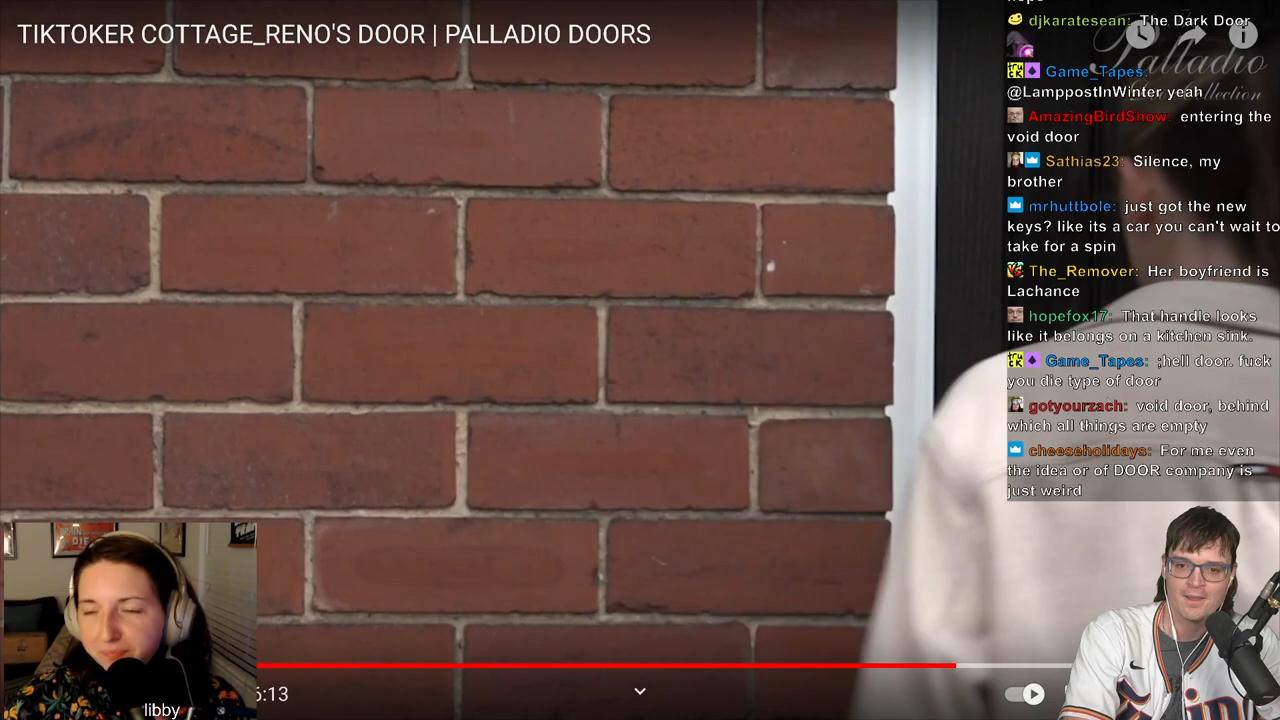 TIKTOKER COTTAGE_RENO'S DOOR | PALLADIO DOORS
djkaratesean: The Dark Door
Palladio
Collection
Game_Tapes:
@LamppostInWinter yeah
AmazingBirdShow: entering the
void door
Sathias23: Silence, my
brother
mrhuttbole: just got the new
keys? like its a car you can't wait to
take for a spin
The_Remover: Her boyfriend is
Lachance
hopefox17: That handle looks
like it belongs on a kitchen sink.
Game_Tapes: ;hell door. fuck
you die type of door
gotyourzach: void door, behind
which all things are empty
cheeseholidays: For me even
the idea or of DOOR company is
just weird
DIE
libby
:13